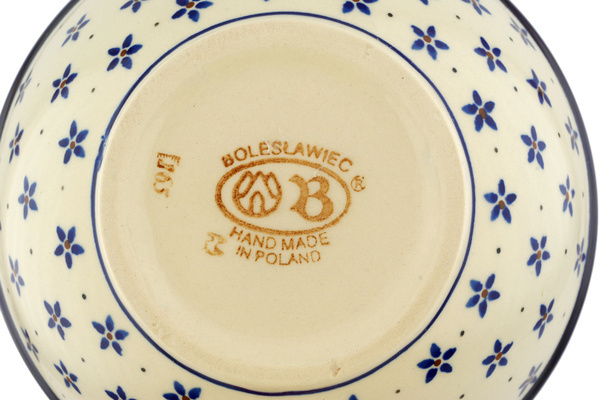 BOLESŁAWIEC ®
B
HAND MADE
IN POLAND